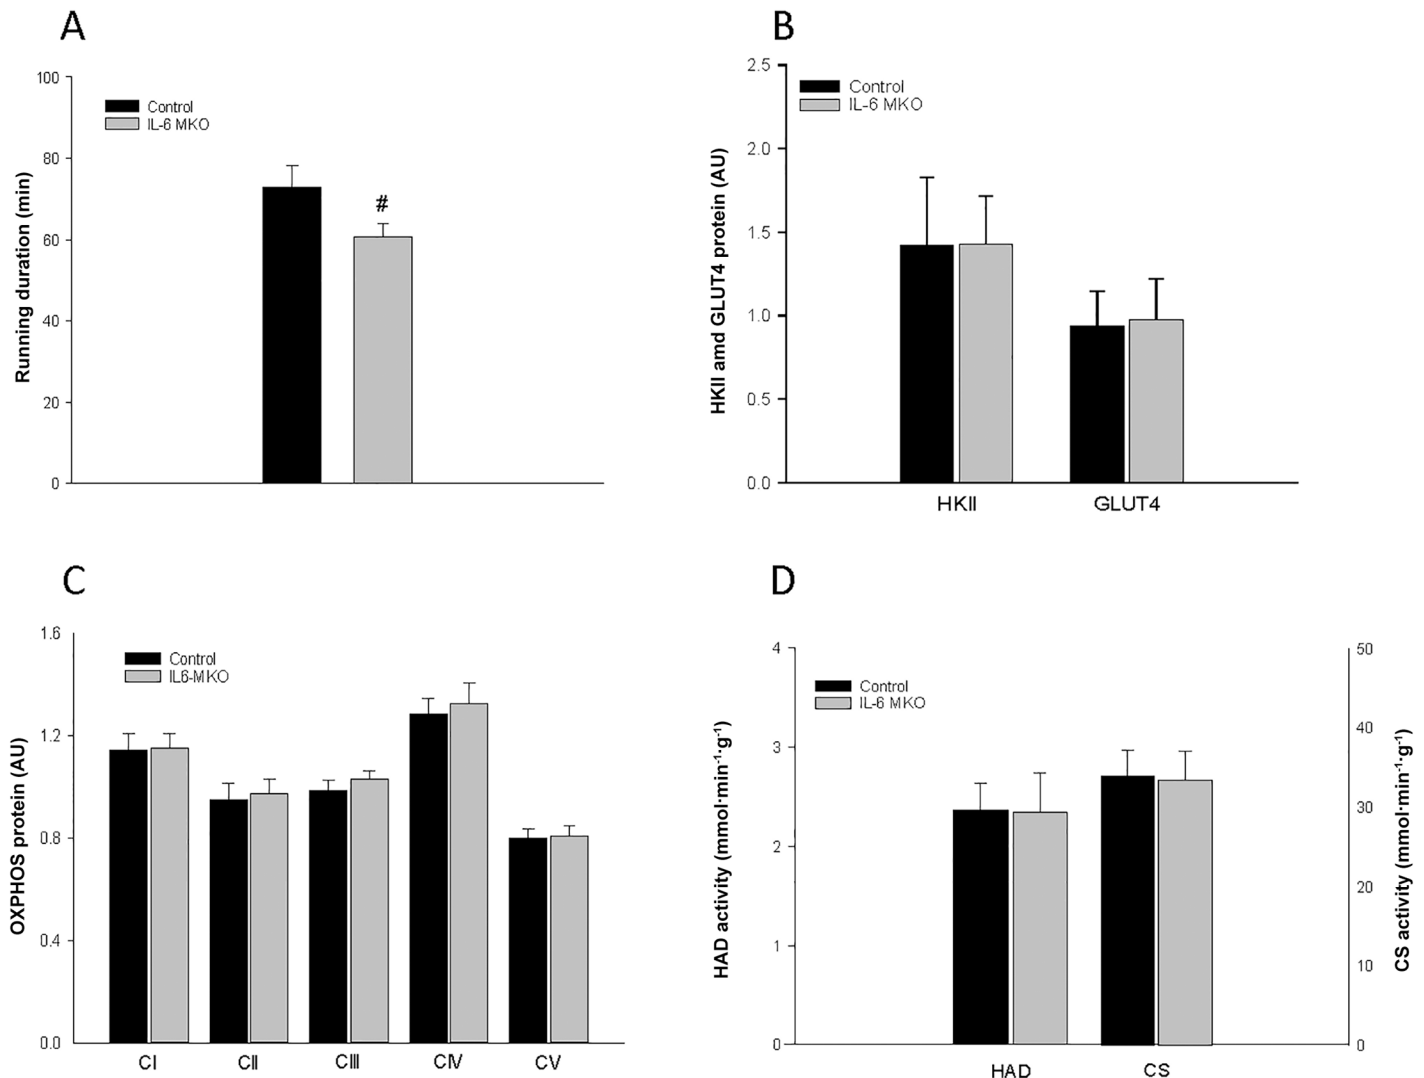 A
100
80
60
40
20
0
Running duration (min)
Control
IL-6 MKO
#
B
2.5
2.0
1.5
1.0
0.5
0.0
HKII amd GLUT4 protein (AU)
Control
IL-6 MKO
HKII GLUT4
C
1.6
1.2
0.8
0.4
0.0
OXPHOS protein (AU)
Control
IL6-MKO
CI CII CIII CIV CV
D
4
3
2
1
0
HAD activity (mmol·min⁻¹·g⁻¹)
Control
IL-6 MKO
50
40
30
20
10
0
CS activity (mmol·min⁻¹·g⁻¹)
HAD CS